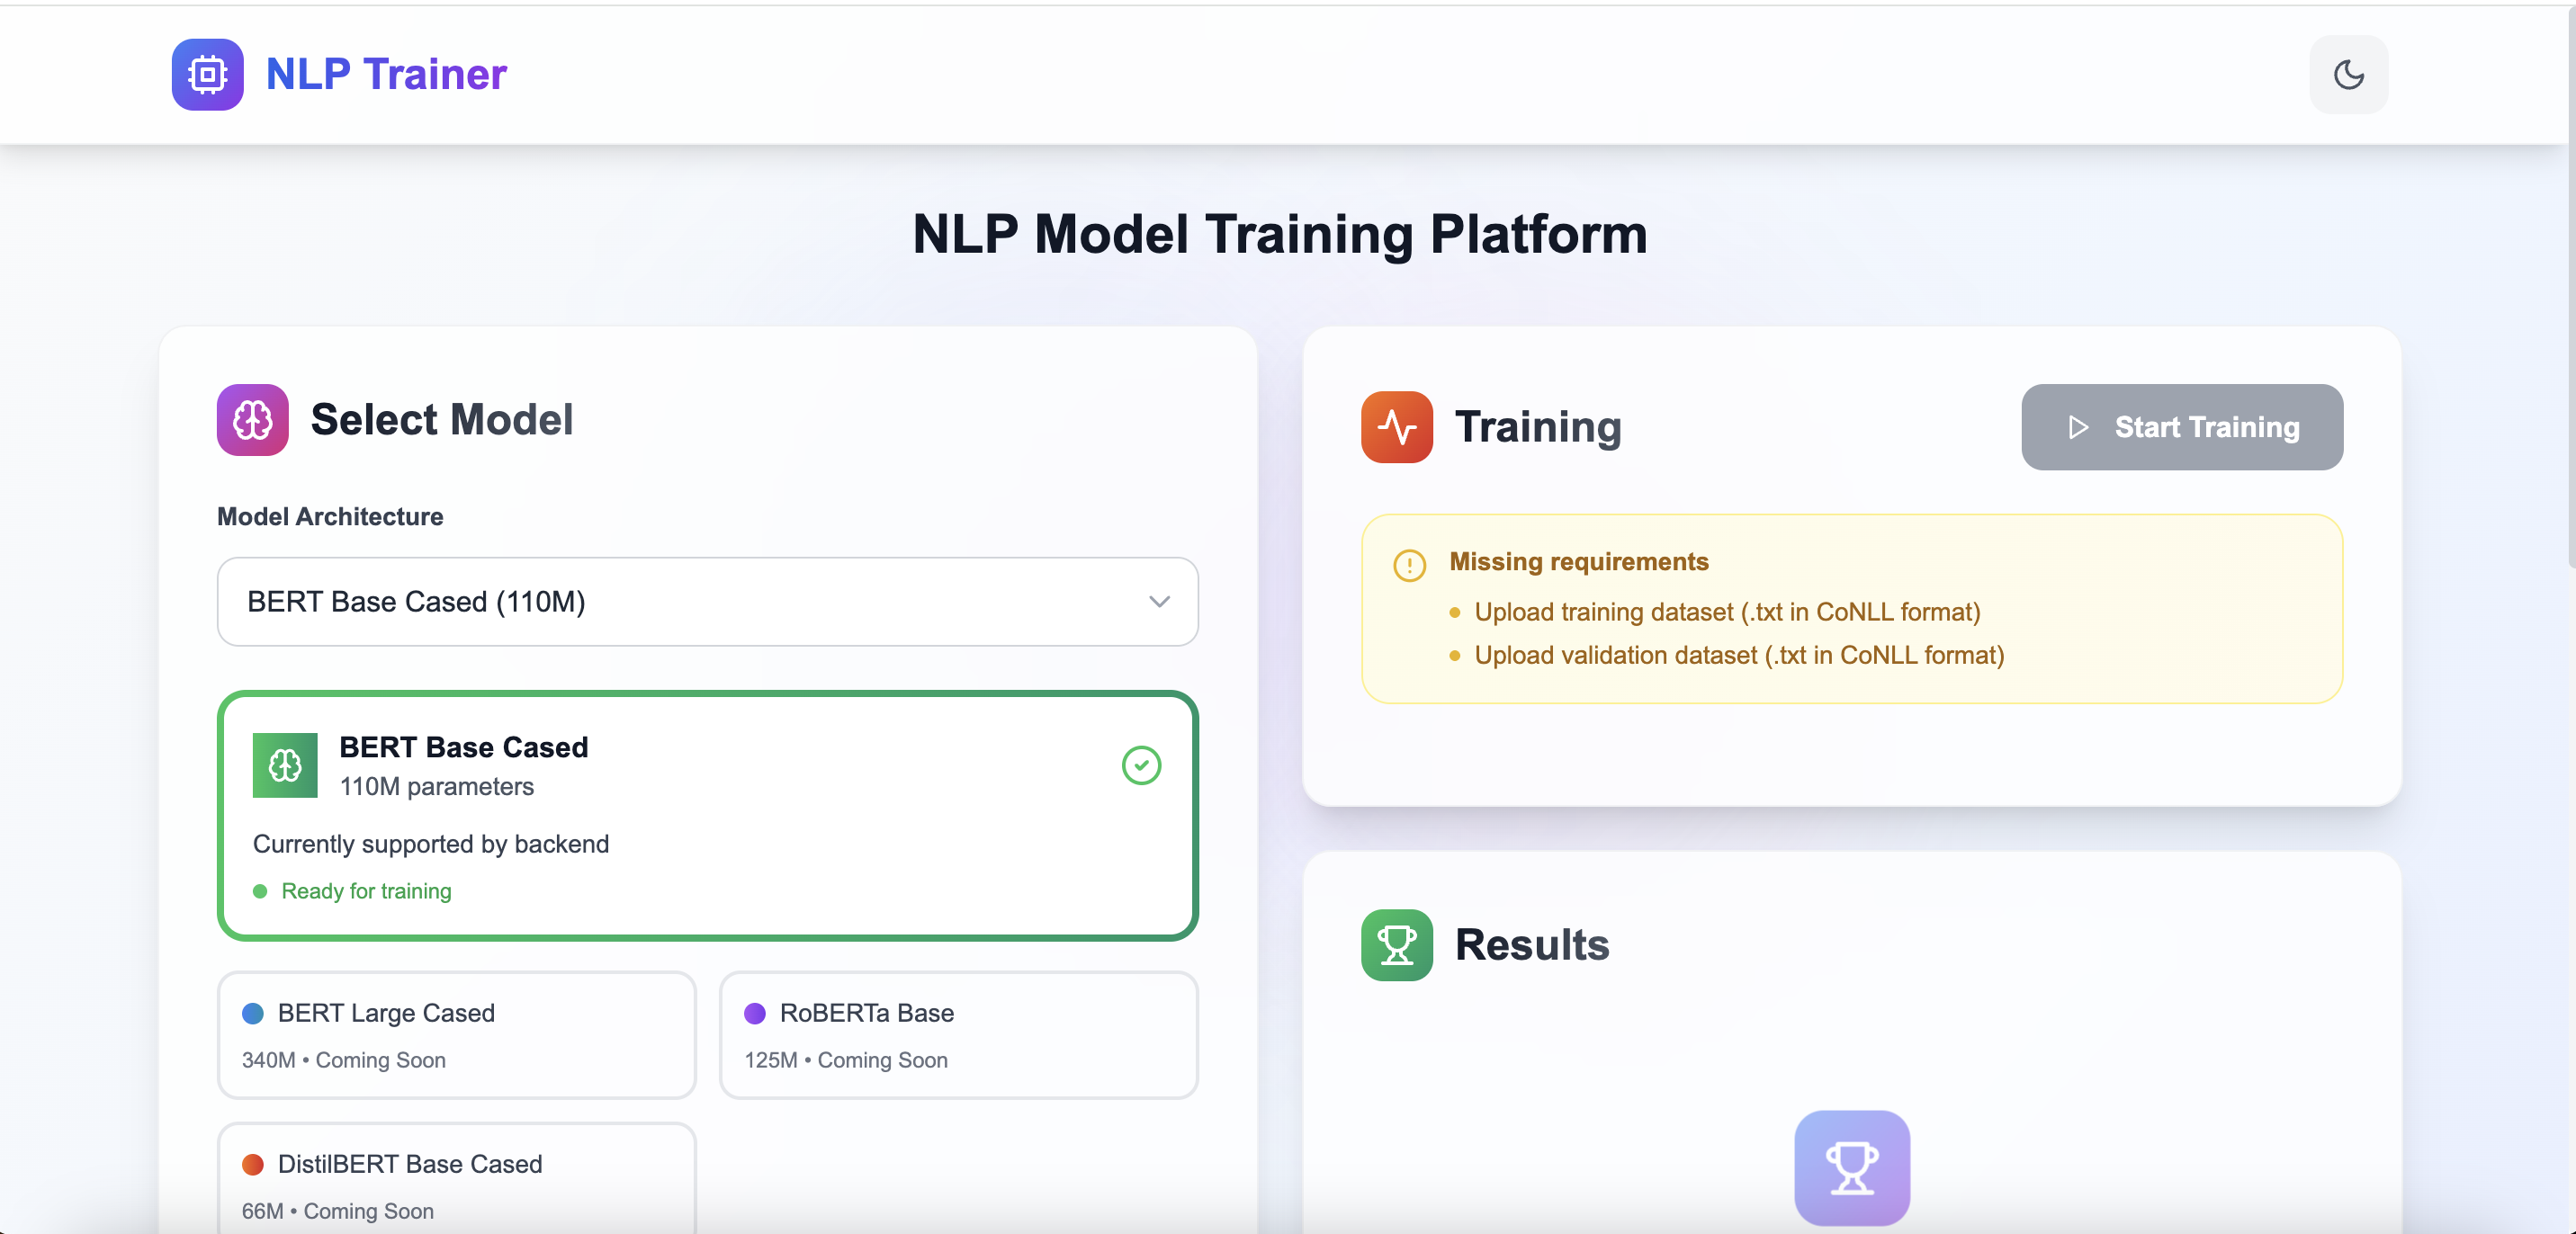 NLP Trainer
NLP Model Training Platform
Select Model
Model Architecture
BERT Base Cased (110M)
BERT Base Cased
110M parameters
Currently supported by backend
Ready for training
BERT Large Cased
340M • Coming Soon
RoBERTa Base
125M • Coming Soon
DistilBERT Base Cased
66M • Coming Soon
Training
Start Training
Missing requirements
Upload training dataset (.txt in CoNLL format)
Upload validation dataset (.txt in CoNLL format)
Results